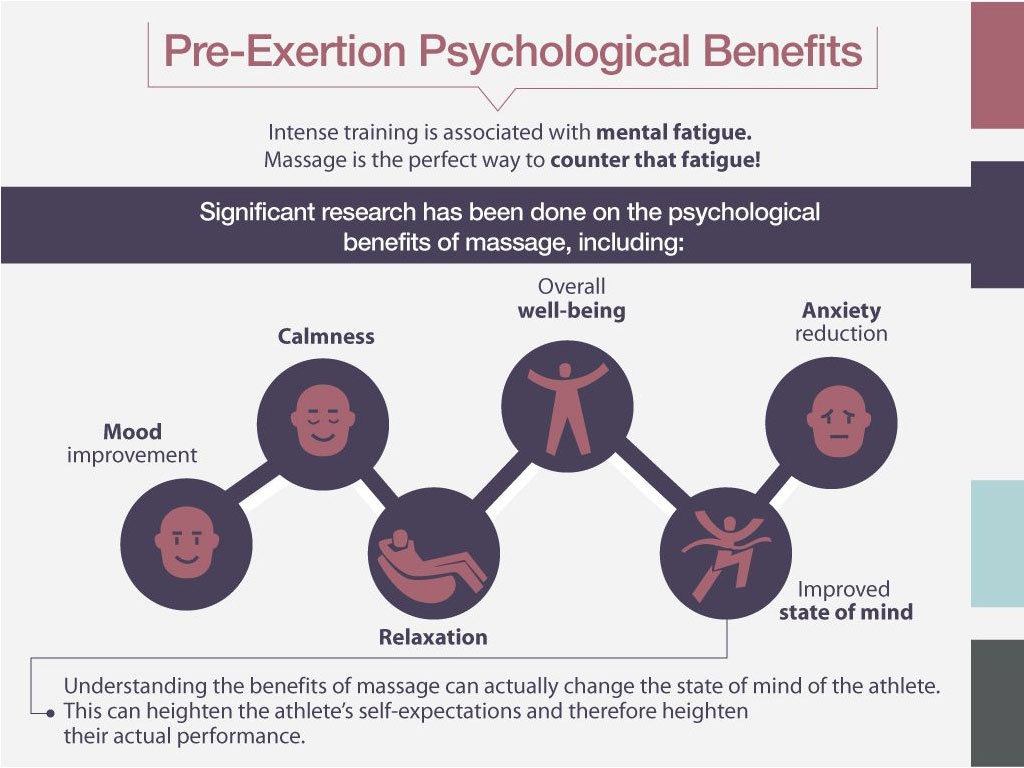 Pre-Exertion Psychological Benefits
Intense training is associated with mental fatigue.
Massage is the perfect way to counter that fatigue!
Significant research has been done on the psychological
benefits of massage, including:
Mood
improvement
Calmness
Relaxation
Overall
well-being
Improved
state of mind
Anxiety
reduction
Understanding the benefits of massage can actually change the state of mind of the athlete.
This can heighten the athlete's self-expectations and therefore heighten
their actual performance.